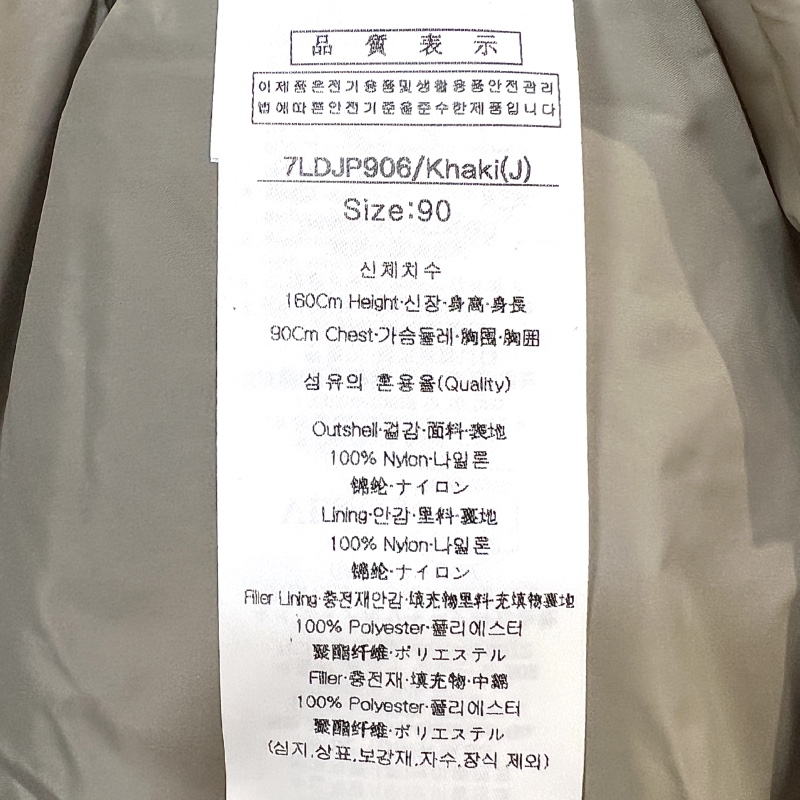 品質表示
이제품은전기용품및생활용품안전관리
법에따른안전기준을준수한제품입니다
7LDJP906/Khaki(J)
Size:90
신체치수
160Cm Height·신장·身高·身長
90Cm Chest·가슴둘레·胸围·胸囲
섬유의 혼용율(Quality)
Outshell·겉감·面料·表地
100% Nylon·나일론
锦纶·ナイロン
Lining·안감·里料·裏地
100% Nylon·나일론
锦纶·ナイロン
Filler Lining·충전재안감·填充物里料·充填物裏地
100% Polyester·폴리에스터
聚酯纤维·ポリエステル
Filler·충전재·填充物·中綿
100% Polyester·폴리에스터
聚酯纤维·ポリエステル
(심지,상표,보강재,자수,장식 제외)